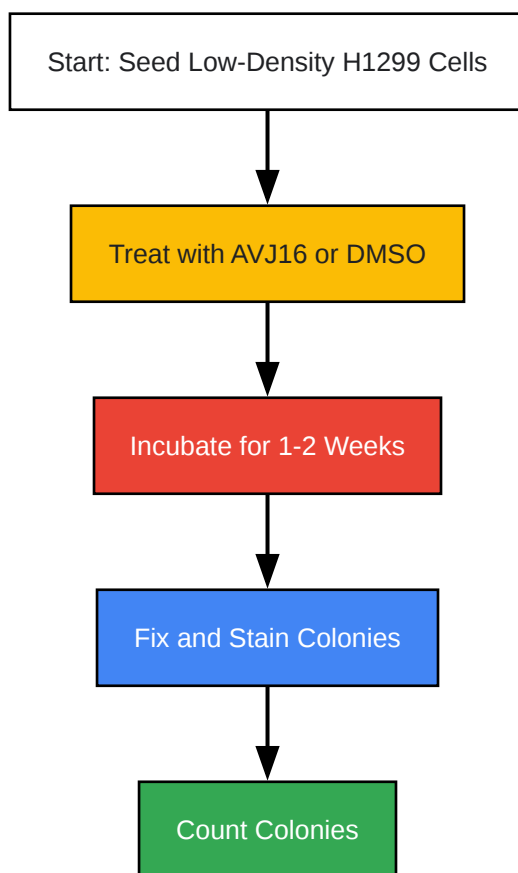 Start: Seed Low-Density H1299 Cells
Treat with AVJ16 or DMSO
Incubate for 1-2 Weeks
Fix and Stain Colonies
Count Colonies